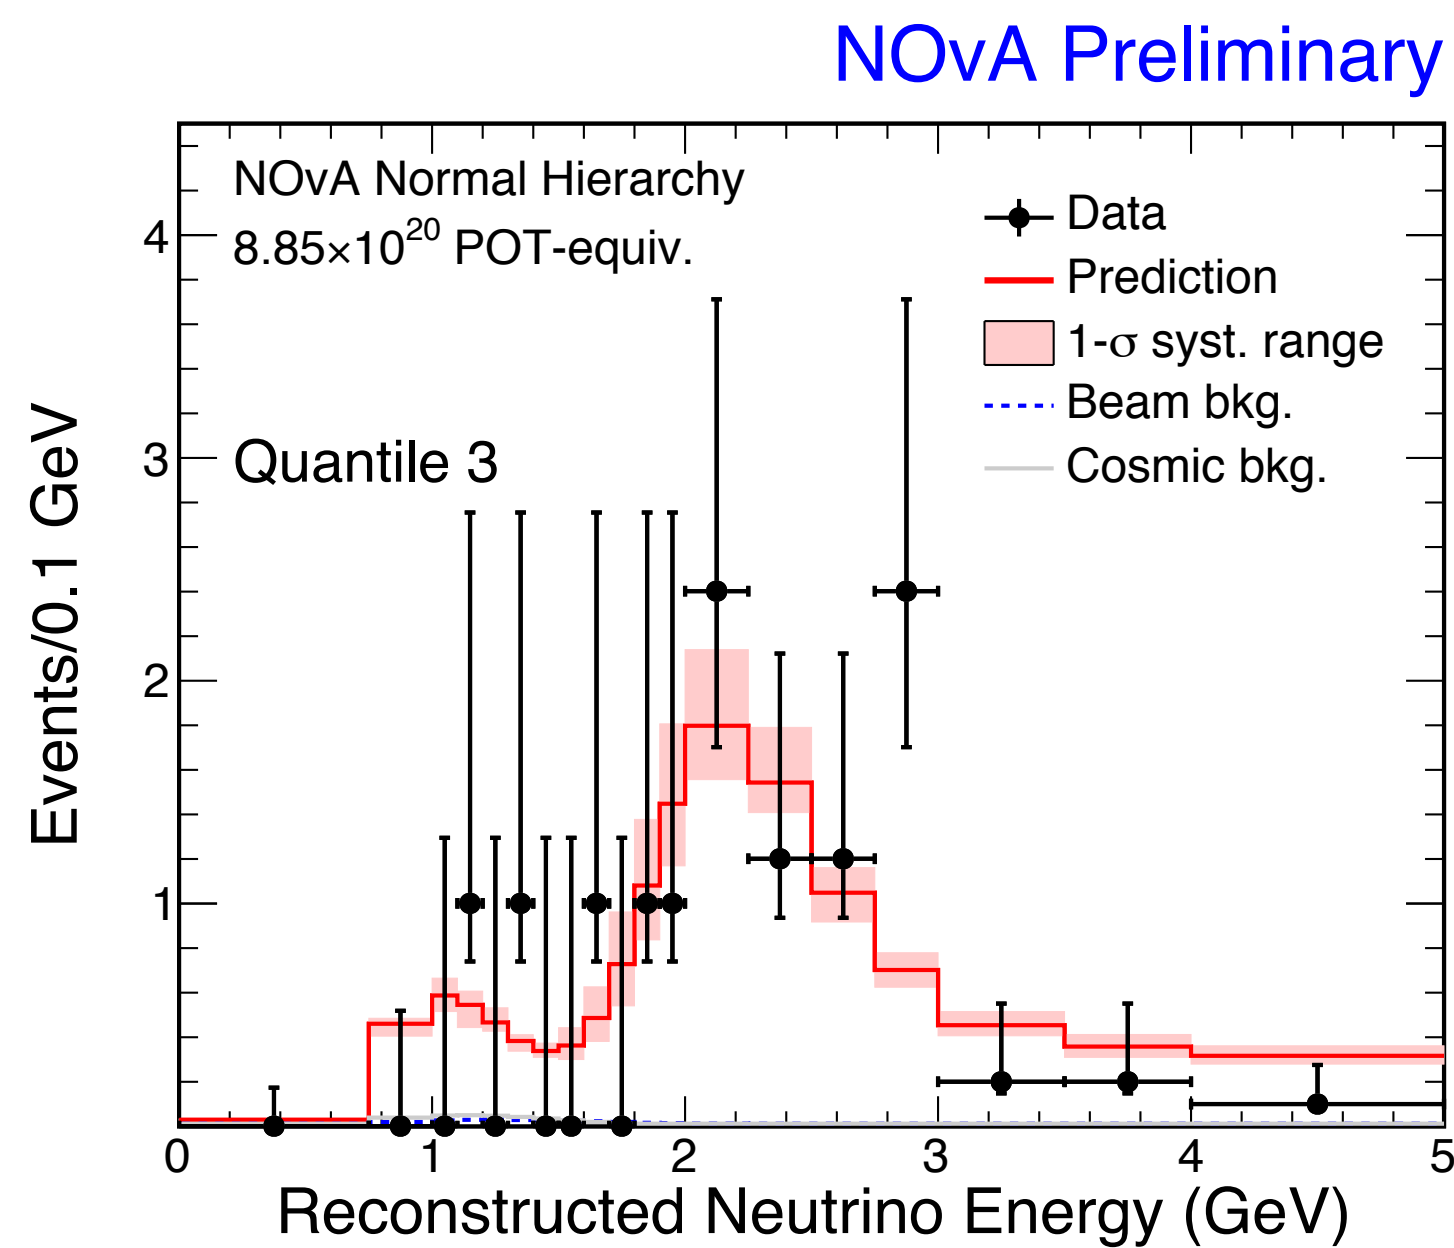 NOvA Preliminary
NOvA Normal Hierarchy
8.85×10²⁰ POT-equiv.
Quantile 3
Data
Prediction
1-σ syst. range
Beam bkg.
Cosmic bkg.
Events/0.1 GeV
4
3
2
1
0 1 2 3 4 5
Reconstructed Neutrino Energy (GeV)